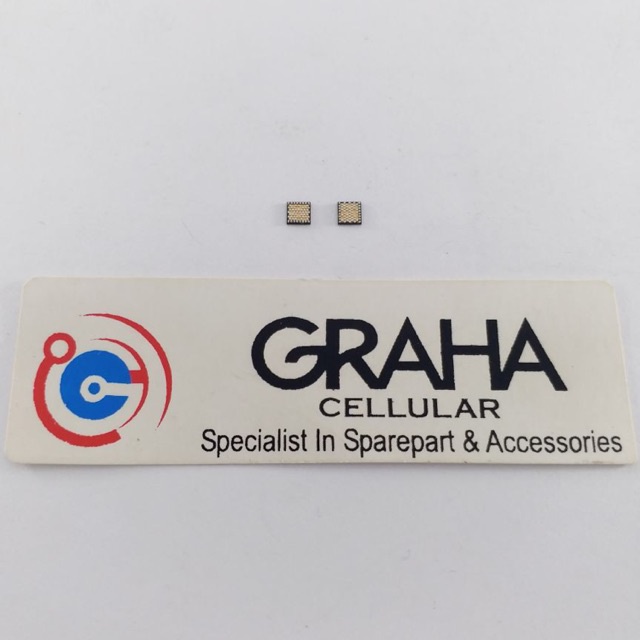 GRAHA
CELLULAR
Specialist In Sparepart & Accessories